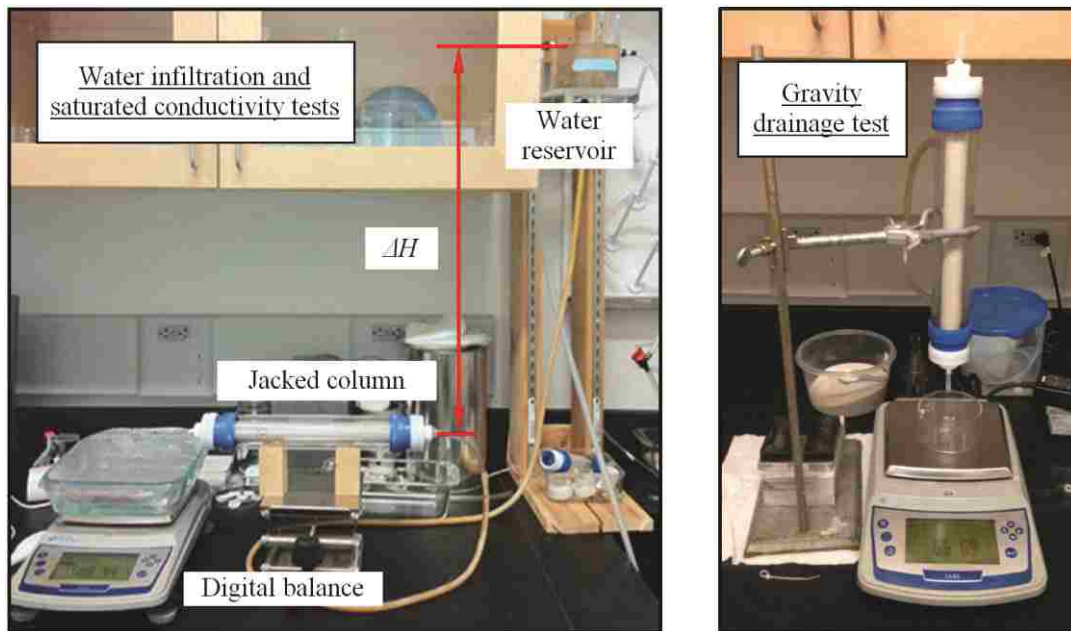 Water infiltration and
saturated conductivity tests
Water
reservoir
ΔH
Jacked column
Digital balance
Gravity
drainage test